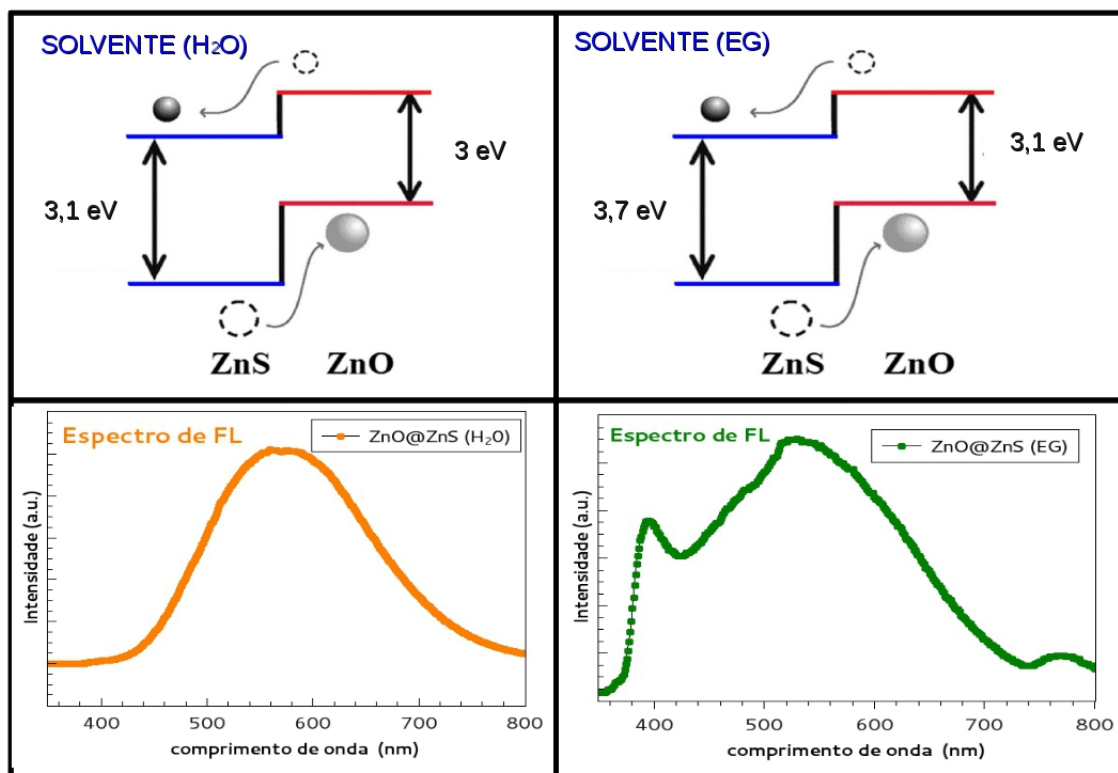 SOLVENTE (H₂O)
3,1 eV
3 eV
ZnS ZnO
SOLVENTE (EG)
3,7 eV
3,1 eV
ZnS ZnO
Espectro de FL
ZnO@ZnS (H₂O)
Intensidade (a.u.)
400 500 600 700 800
comprimento de onda (nm)
Espectro de FL
ZnO@ZnS (EG)
Intensidade (a.u.)
400 500 600 700 800
comprimento de onda (nm)